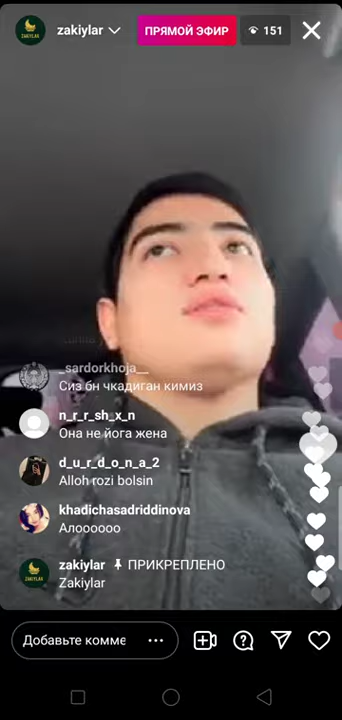 zakiylar
ПРЯМОЙ ЭФИР
151
_sardorkhoja__
Сиз бн чкадиган кимиз
n_r_r_sh_x_n
Она не йога жена
d_u_r_d_o_n_a_2
Alloh rozi bolsin
khadichasadriddinova
Алоооооо
zakiylar ПРИКРЕПЛЕНО
Zakiylar
Добавьте комме